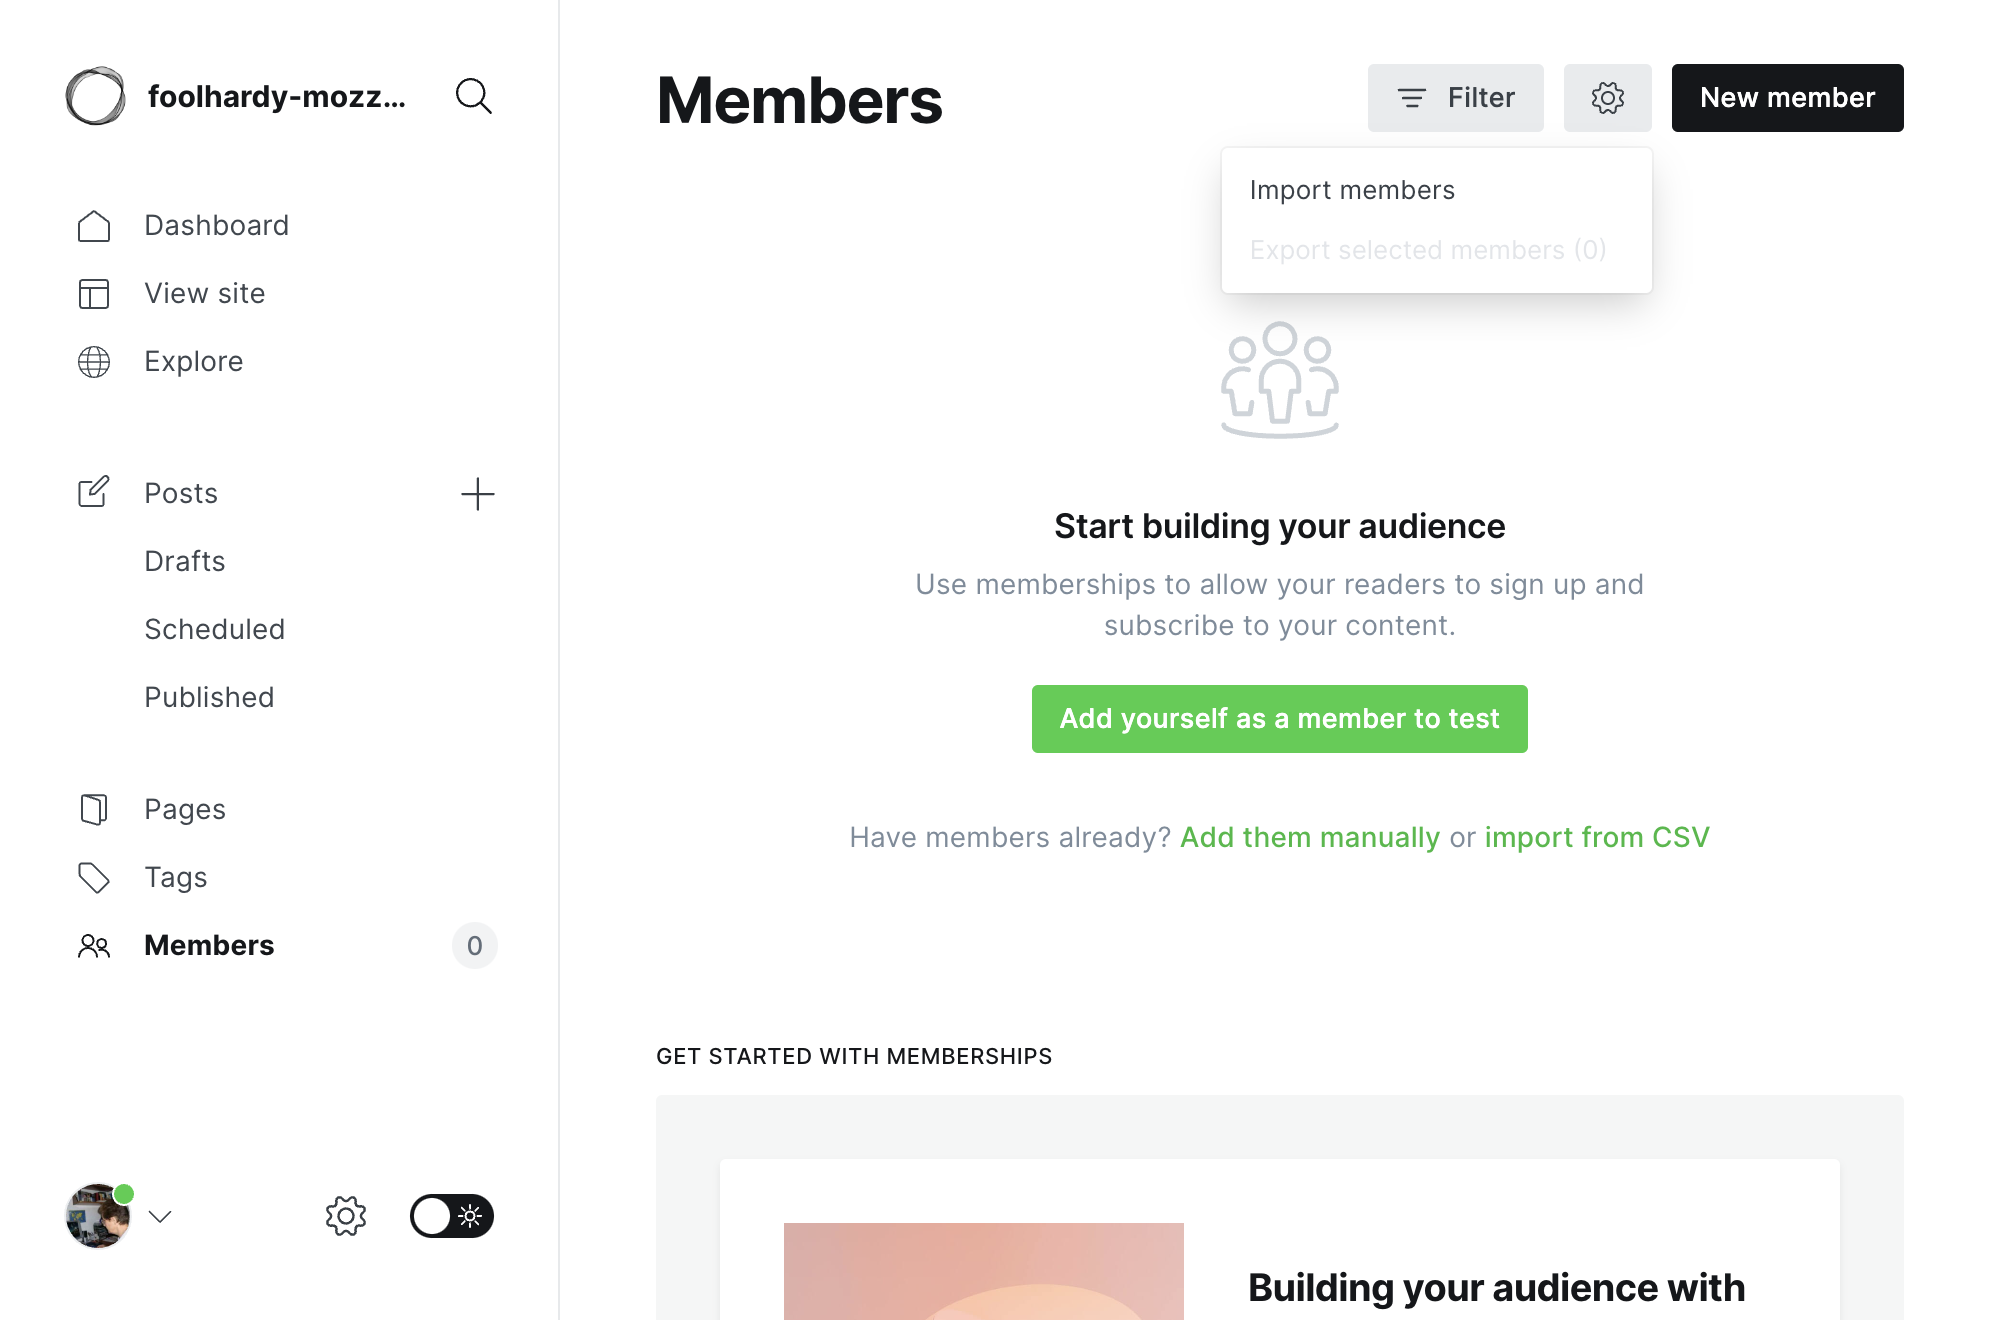 foolhardy-mozz...
Dashboard
View site
Explore
Posts
Drafts
Scheduled
Published
Pages
Tags
Members
0
Members
Filter
New member
Import members
Export selected members (0)
Start building your audience
Use memberships to allow your readers to sign up and
subscribe to your content.
Add yourself as a member to test
Have members already? Add them manually or import from CSV
GET STARTED WITH MEMBERSHIPS
Building your audience with